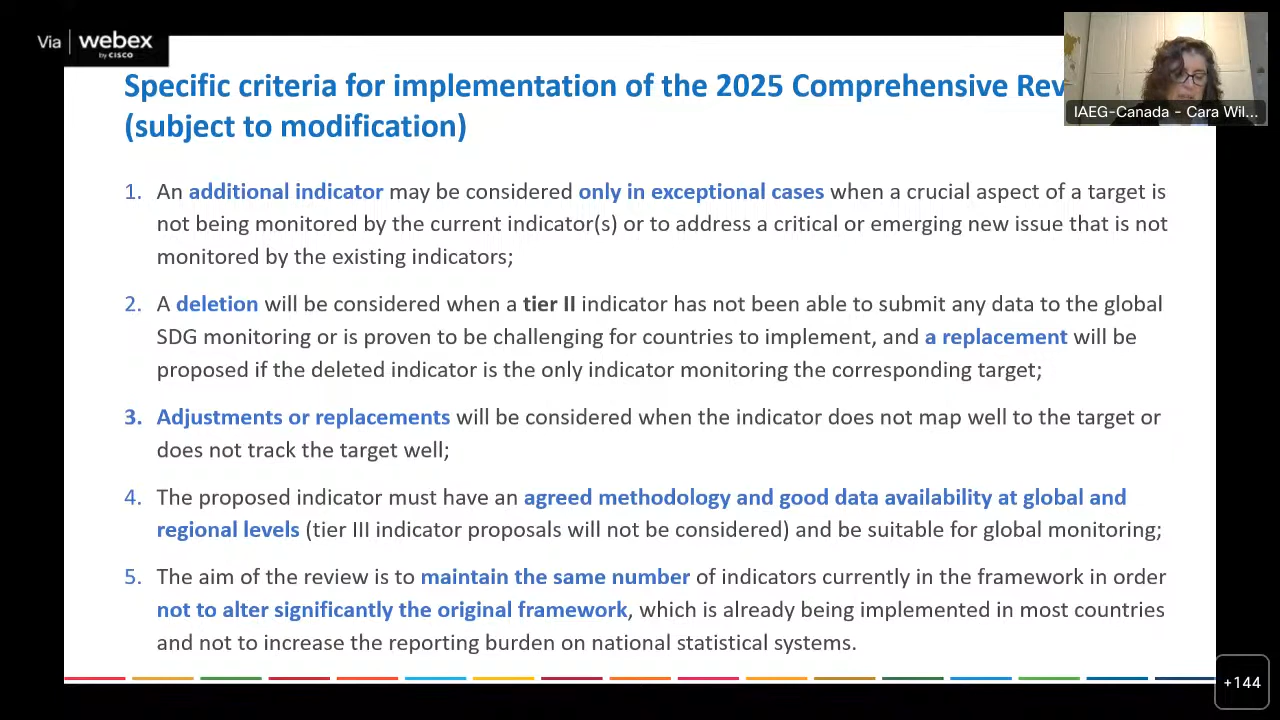 Via webex
by CISCO
Specific criteria for implementation of the 2025 Comprehensive Rev
(subject to modification)
IAEG-Canada - Cara Wil...
1. An additional indicator may be considered only in exceptional cases when a crucial aspect of a target is
not being monitored by the current indicator(s) or to address a critical or emerging new issue that is not
monitored by the existing indicators;
2. A deletion will be considered when a tier II indicator has not been able to submit any data to the global
SDG monitoring or is proven to be challenging for countries to implement, and a replacement will be
proposed if the deleted indicator is the only indicator monitoring the corresponding target;
3. Adjustments or replacements will be considered when the indicator does not map well to the target or
does not track the target well;
4. The proposed indicator must have an agreed methodology and good data availability at global and
regional levels (tier III indicator proposals will not be considered) and be suitable for global monitoring;
5. The aim of the review is to maintain the same number of indicators currently in the framework in order
not to alter significantly the original framework, which is already being implemented in most countries
and not to increase the reporting burden on national statistical systems.
+144